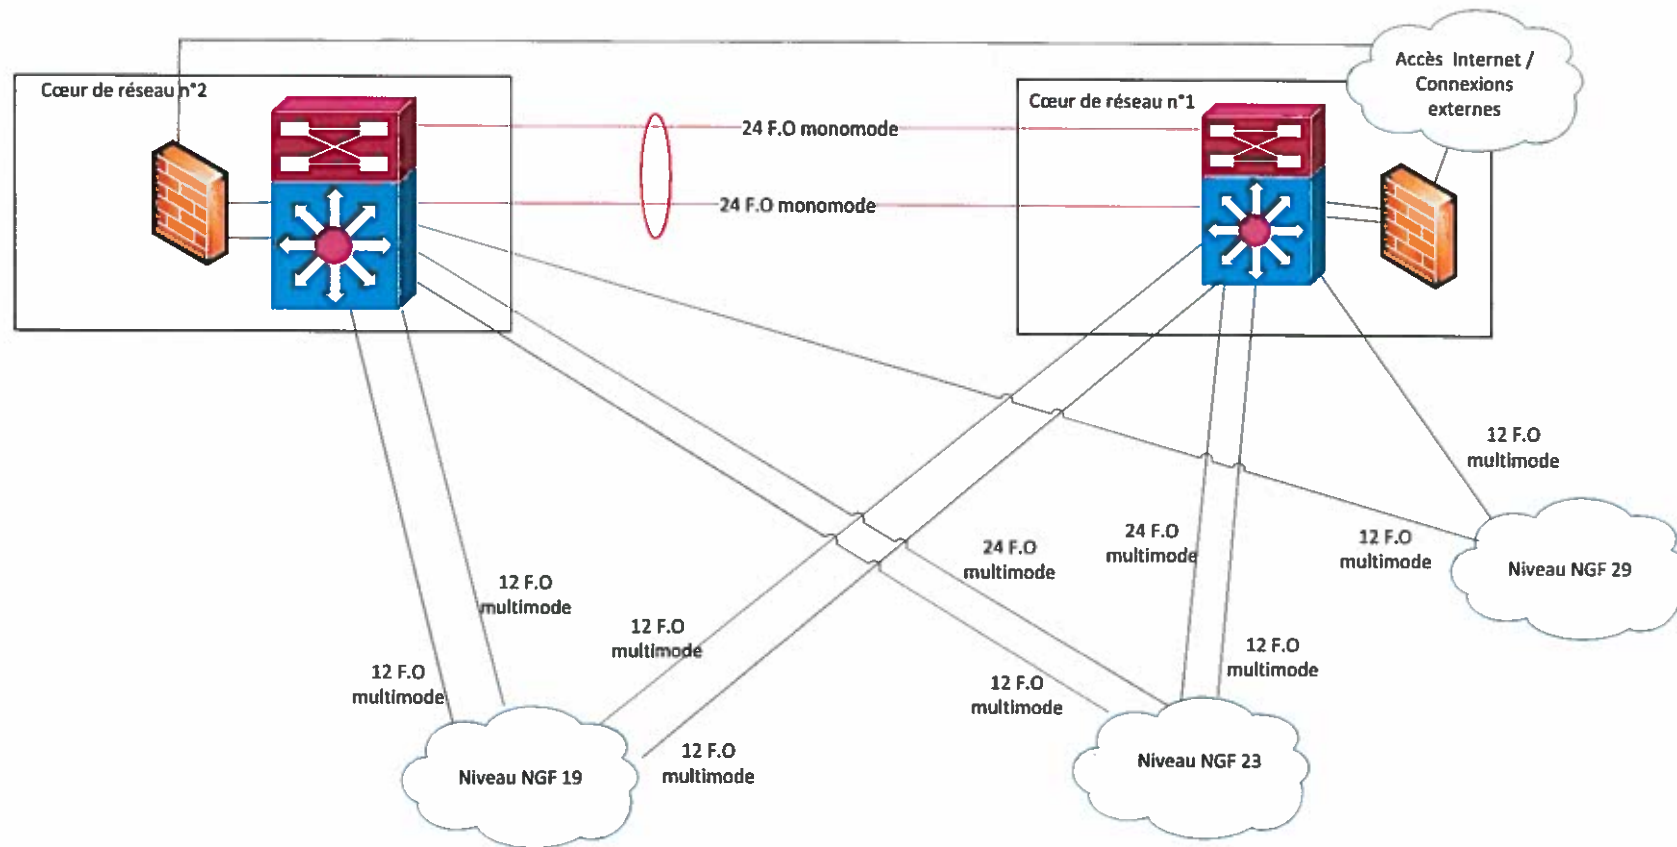 Accès Internet /
Connexions
externes
Cœur de réseau n°2
Cœur de réseau n°1
24 F.O monomode
24 F.O monomode
12 F.O
multimode
24 F.O
multimode
24 F.O
multimode
12 F.O
multimode
Niveau NGF 29
12 F.O
multimode
12 F.O
multimode
12 F.O
multimode
12 F.O
multimode
12 F.O
multimode
12 F.O
multimode
Niveau NGF 19
Niveau NGF 23